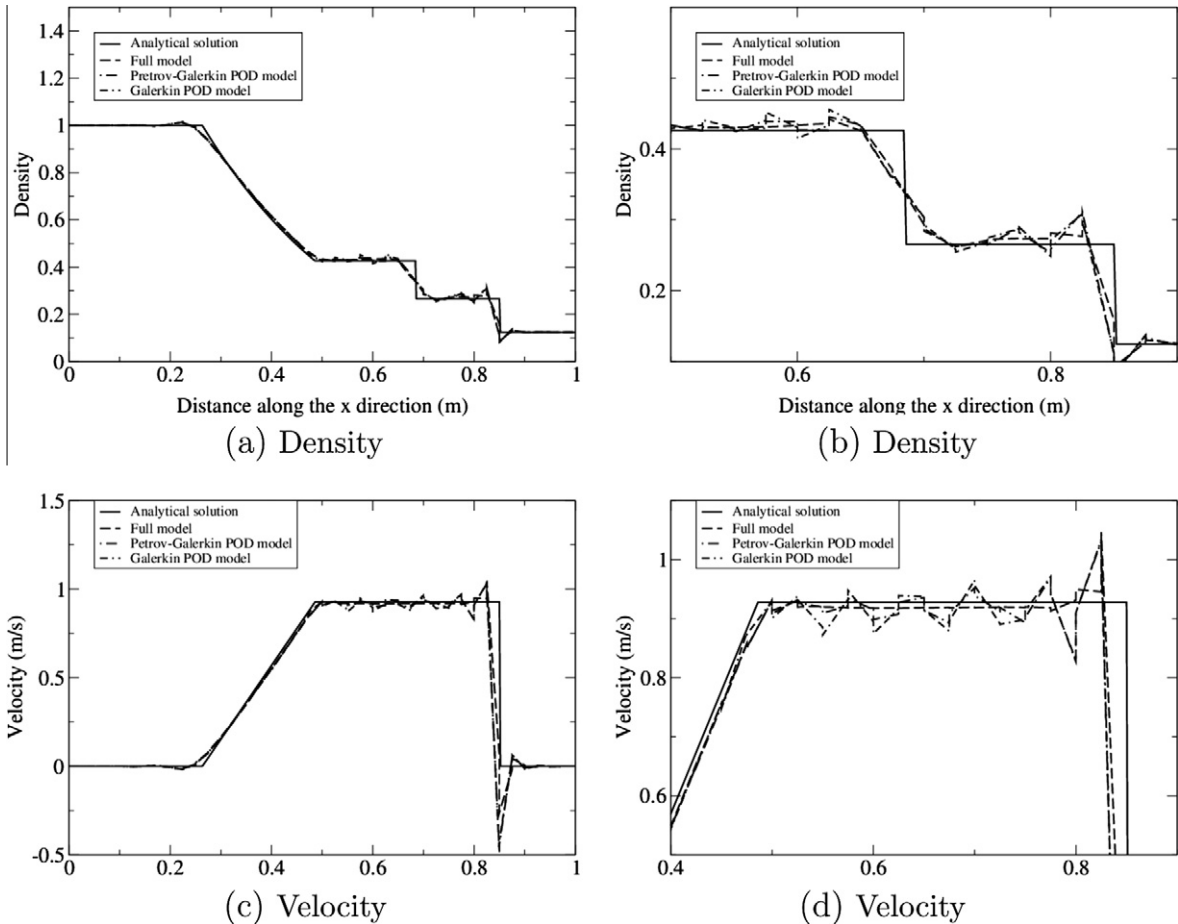 Analytical solution
Full model
Pretrov-Galerkin POD model
Galerkin POD model
1.4
1.2
1
0.8
0.6
0.4
0.2
0
Density
0
0.2
0.4
0.6
0.8
1
Distance along the x direction (m)
(a) Density
Analytical solution
Full model
Pretrov-Galerkin POD model
Galerkin POD model
0.4
0.2
Density
0.6
0.8
Distance along the x direction (m)
(b) Density
Analytical solution
Full model
Petrov-Galerkin POD model
Galerkin POD model
1.5
1
0.5
0
-0.5
Velocity (m/s)
0
0.2
0.4
0.6
0.8
1
(c) Velocity
Analytical solution
Full model
Petrov-Galerkin POD model
Galerkin POD model
1
0.9
0.8
0.7
0.6
Velocity (m/s)
0.4
0.6
0.8
(d) Velocity